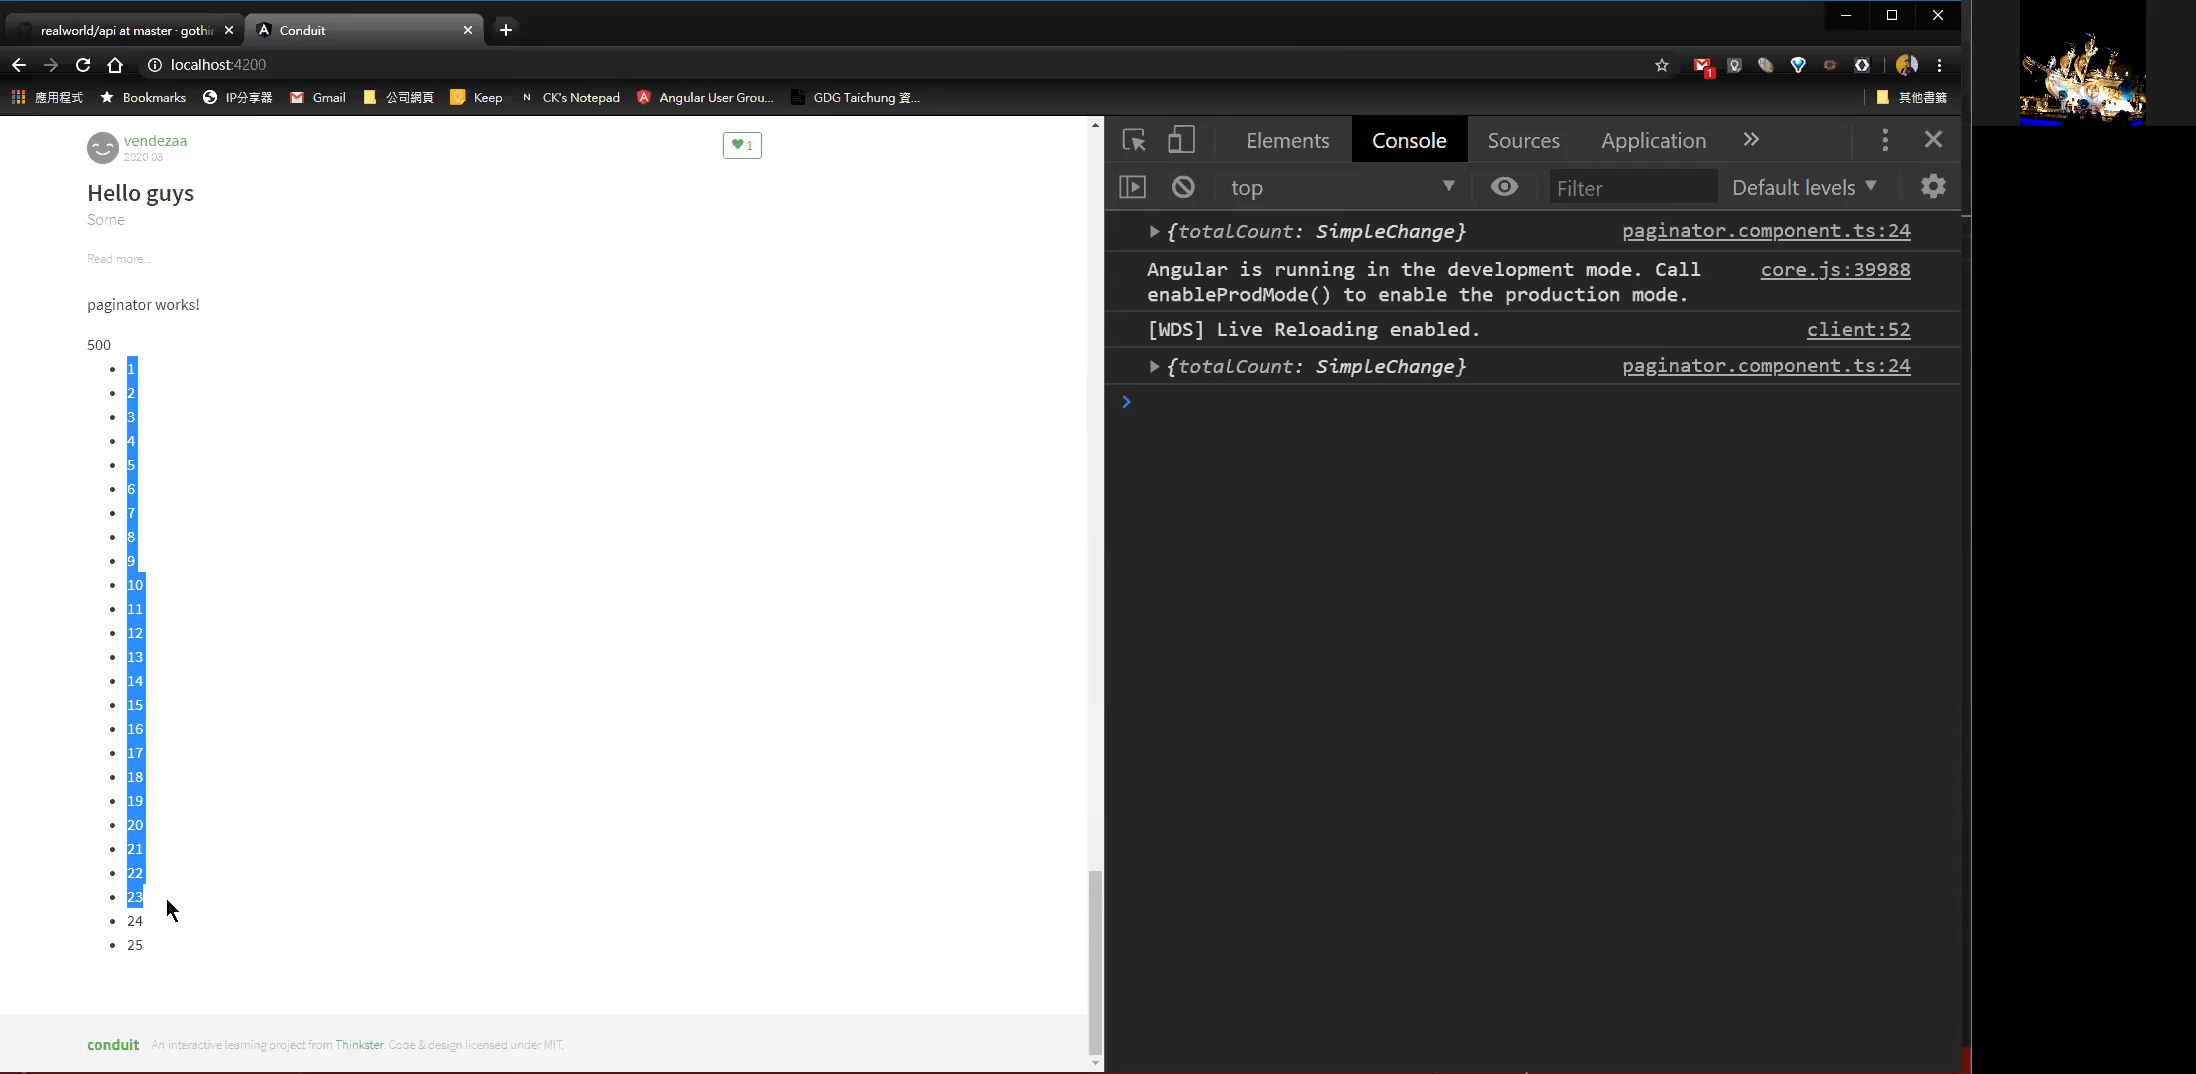 realworld/api at master · gothi
Conduit
localhost:4200
應用程式
Bookmarks
IP分享器
Gmail
公司網頁
Keep
CK's Notepad
Angular User Grou...
GDG Taichung 資...
其他書籤
vendezaa
2020 03
1
Hello guys
Some
Read more...
paginator works!
500
1
2
3
4
5
6
7
8
9
10
11
12
13
14
15
16
17
18
19
20
21
22
23
24
25
conduit An interactive learning project from Thinkster. Code & design licensed under MIT.
Elements
Console
Sources
Application
top
Filter
Default levels
{totalCount: SimpleChange} paginator.component.ts:24
Angular is running in the development mode. Call core.js:39988
enableProdMode() to enable the production mode.
[WDS] Live Reloading enabled. client:52
{totalCount: SimpleChange} paginator.component.ts:24